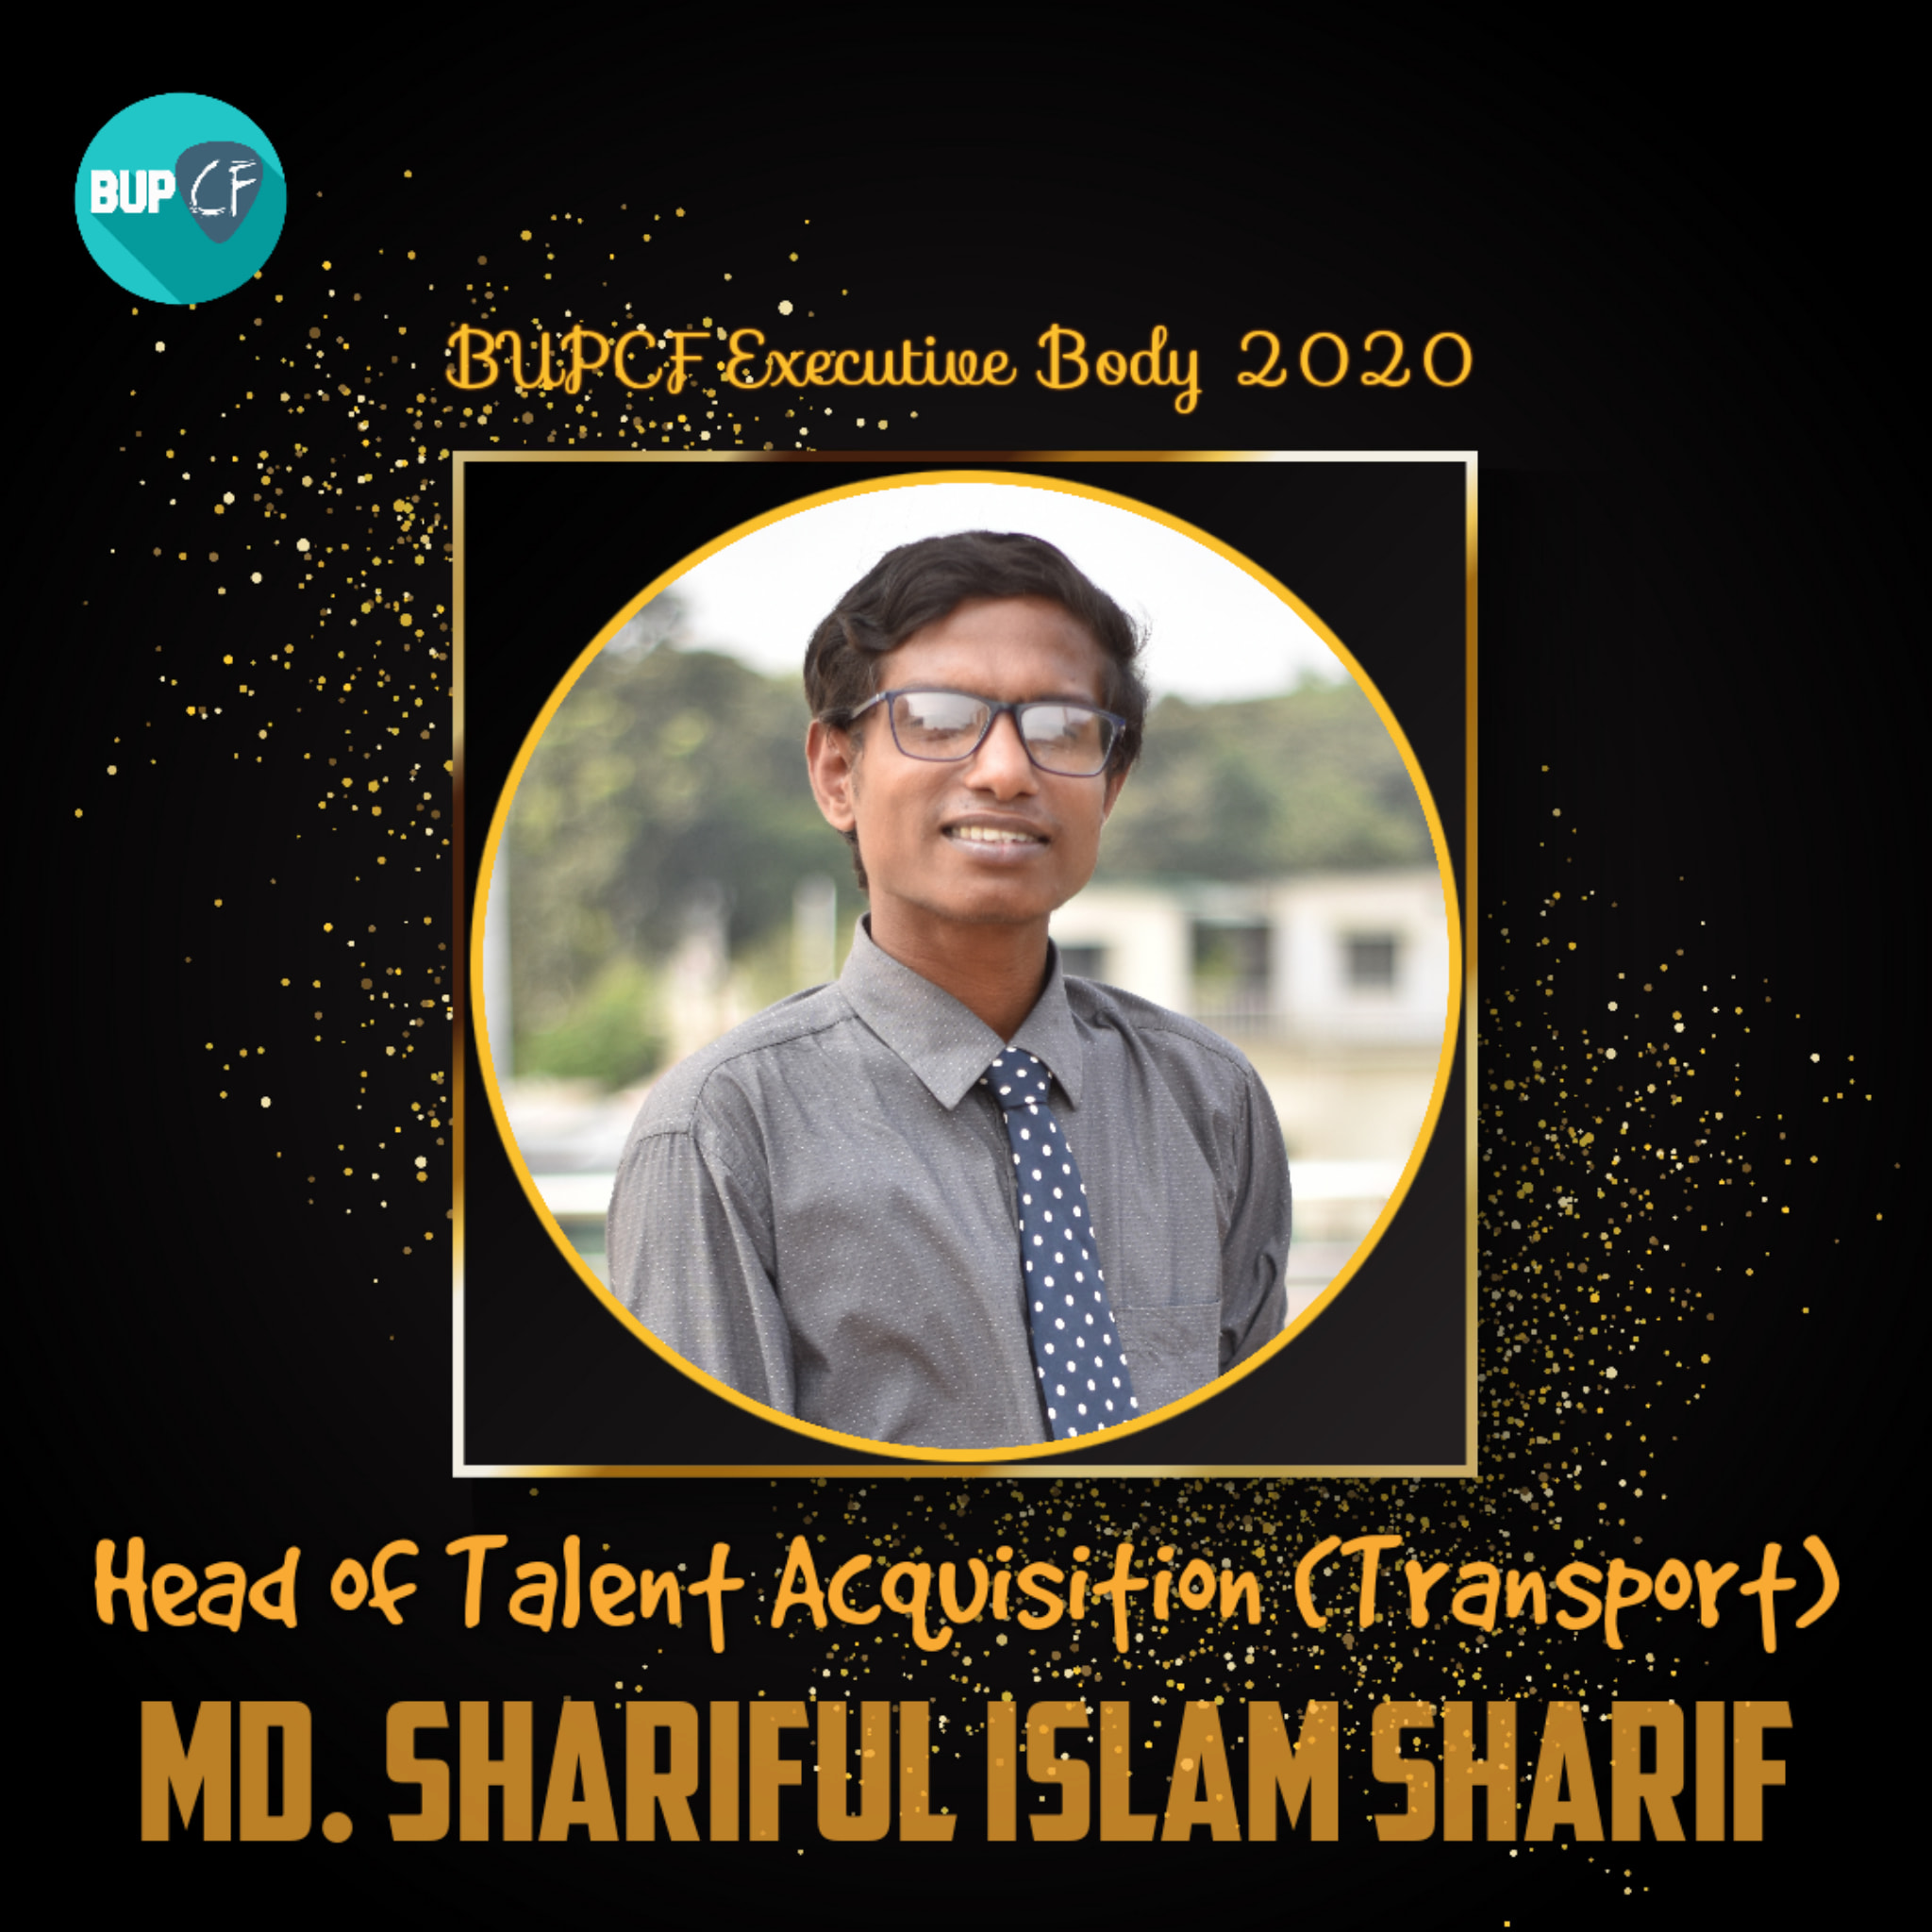 BUP CF
BUPCF Executive Body 2020
Head of Talent Acquisition (Transport)
MD. SHARIFUL ISLAM SHARIF